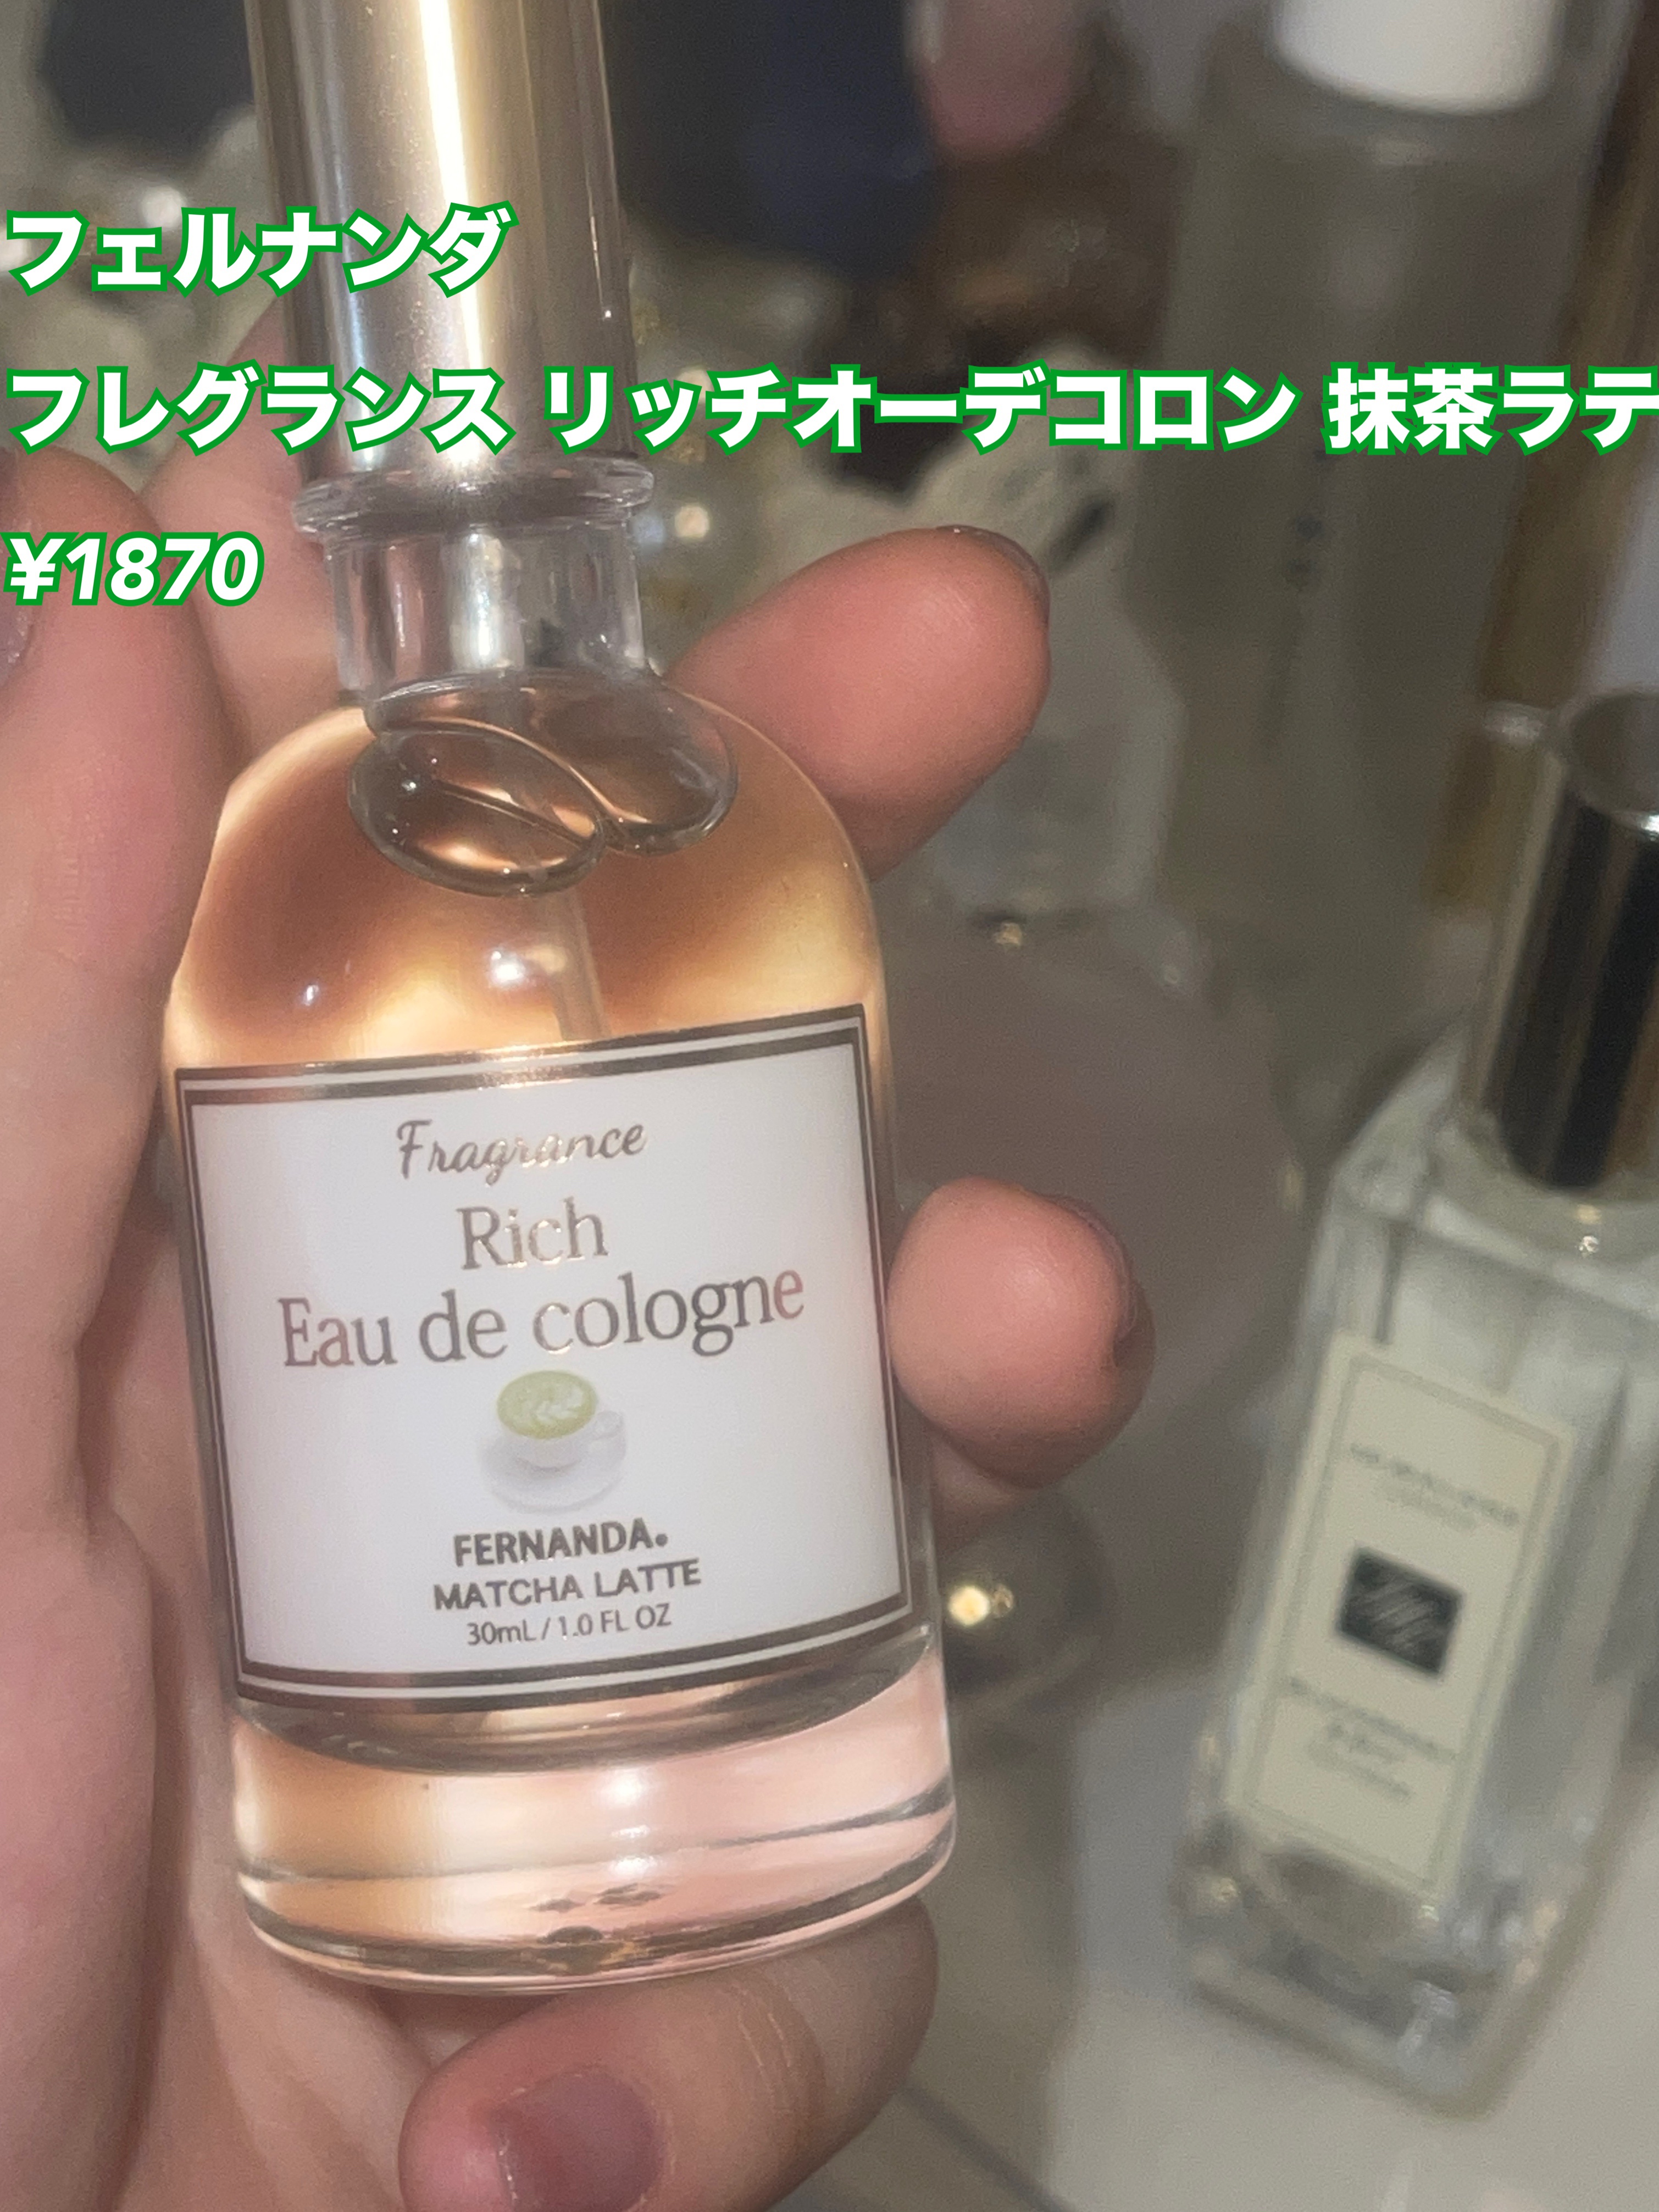 フェルナンダ
フレグランス リッチオーデコロン 抹茶ラテ
¥1870
Fragrance
Rich
Eau de cologne
FERNANDA.
MATCHA LATTE
30mL / 1.0 FL OZ